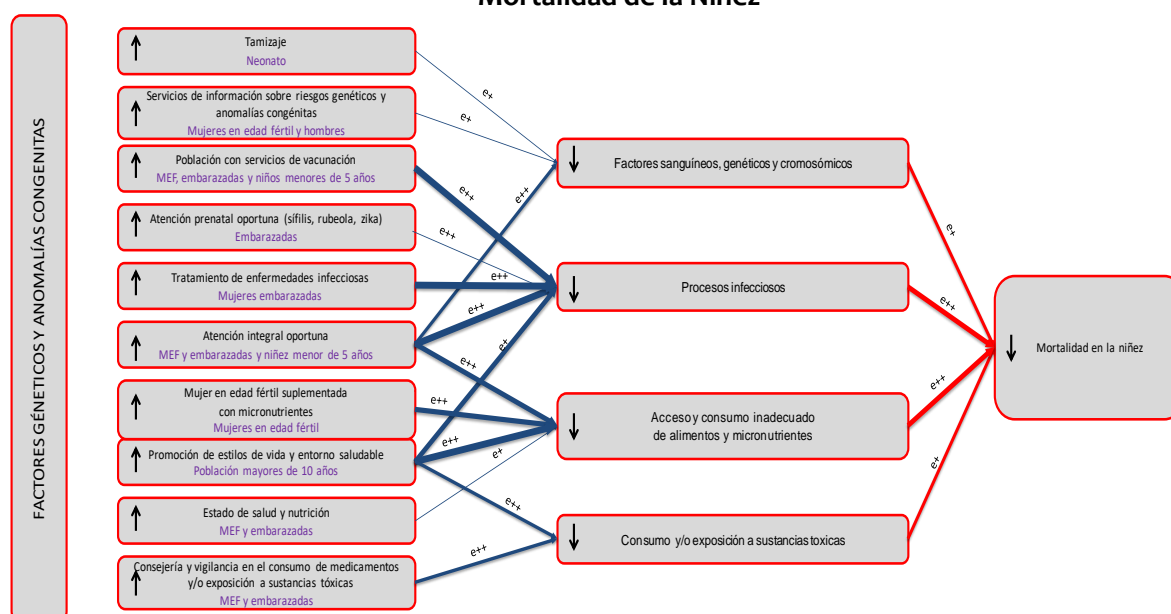 Mortalidad de la Niñez
FACTORES GÉNETICOS Y ANOMALÍAS CONGENITAS
Tamizaje
Neonato
Servicios de información sobre riesgos genéticos y
anomalías congénitas
Mujeres en edad fértil y hombres
Población con servicios de vacunación
MEF, embarazadas y niños menores de 5 años
Atención prenatal oportuna (sífilis, rubeola, zika)
Embarazadas
Tratamiento de enfermedades infecciosas
Mujeres embarazadas
Atención integral oportuna
MEF y embarazadas y niñez menor de 5 años
Mujer en edad fértil suplementada
con micronutrientes
Mujeres en edad fértil
Promoción de estilos de vida y entorno saludable
Población mayores de 10 años
Estado de salud y nutrición
MEF y embarazadas
Consejería y vigilancia en el consumo de medicamentos
y/o exposición a sustancias tóxicas
MEF y embarazadas
e+
e+
e++
e++
e++
e++
e++
e+
e++
e++
e++
e+
e++
e++
Factores sanguíneos, genéticos y cromosómicos
Procesos infecciosos
Acceso y consumo inadecuado
de alimentos y micronutrientes
Consumo y/o exposición a sustancias toxicas
e+
e++
e++
e+
Mortalidad en la niñez